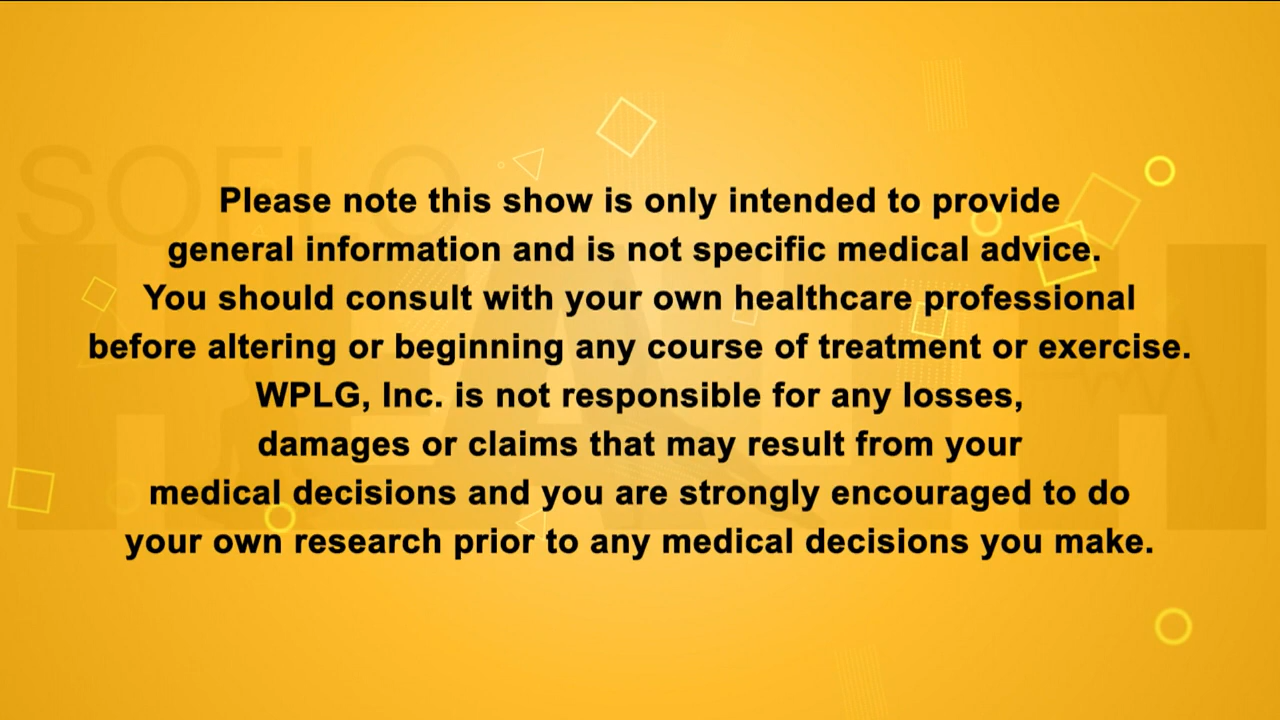 SOFLO
HEALTH
Please note this show is only intended to provide
general information and is not specific medical advice.
You should consult with your own healthcare professional
before altering or beginning any course of treatment or exercise.
WPLG, Inc. is not responsible for any losses,
damages or claims that may result from your
medical decisions and you are strongly encouraged to do
your own research prior to any medical decisions you make.